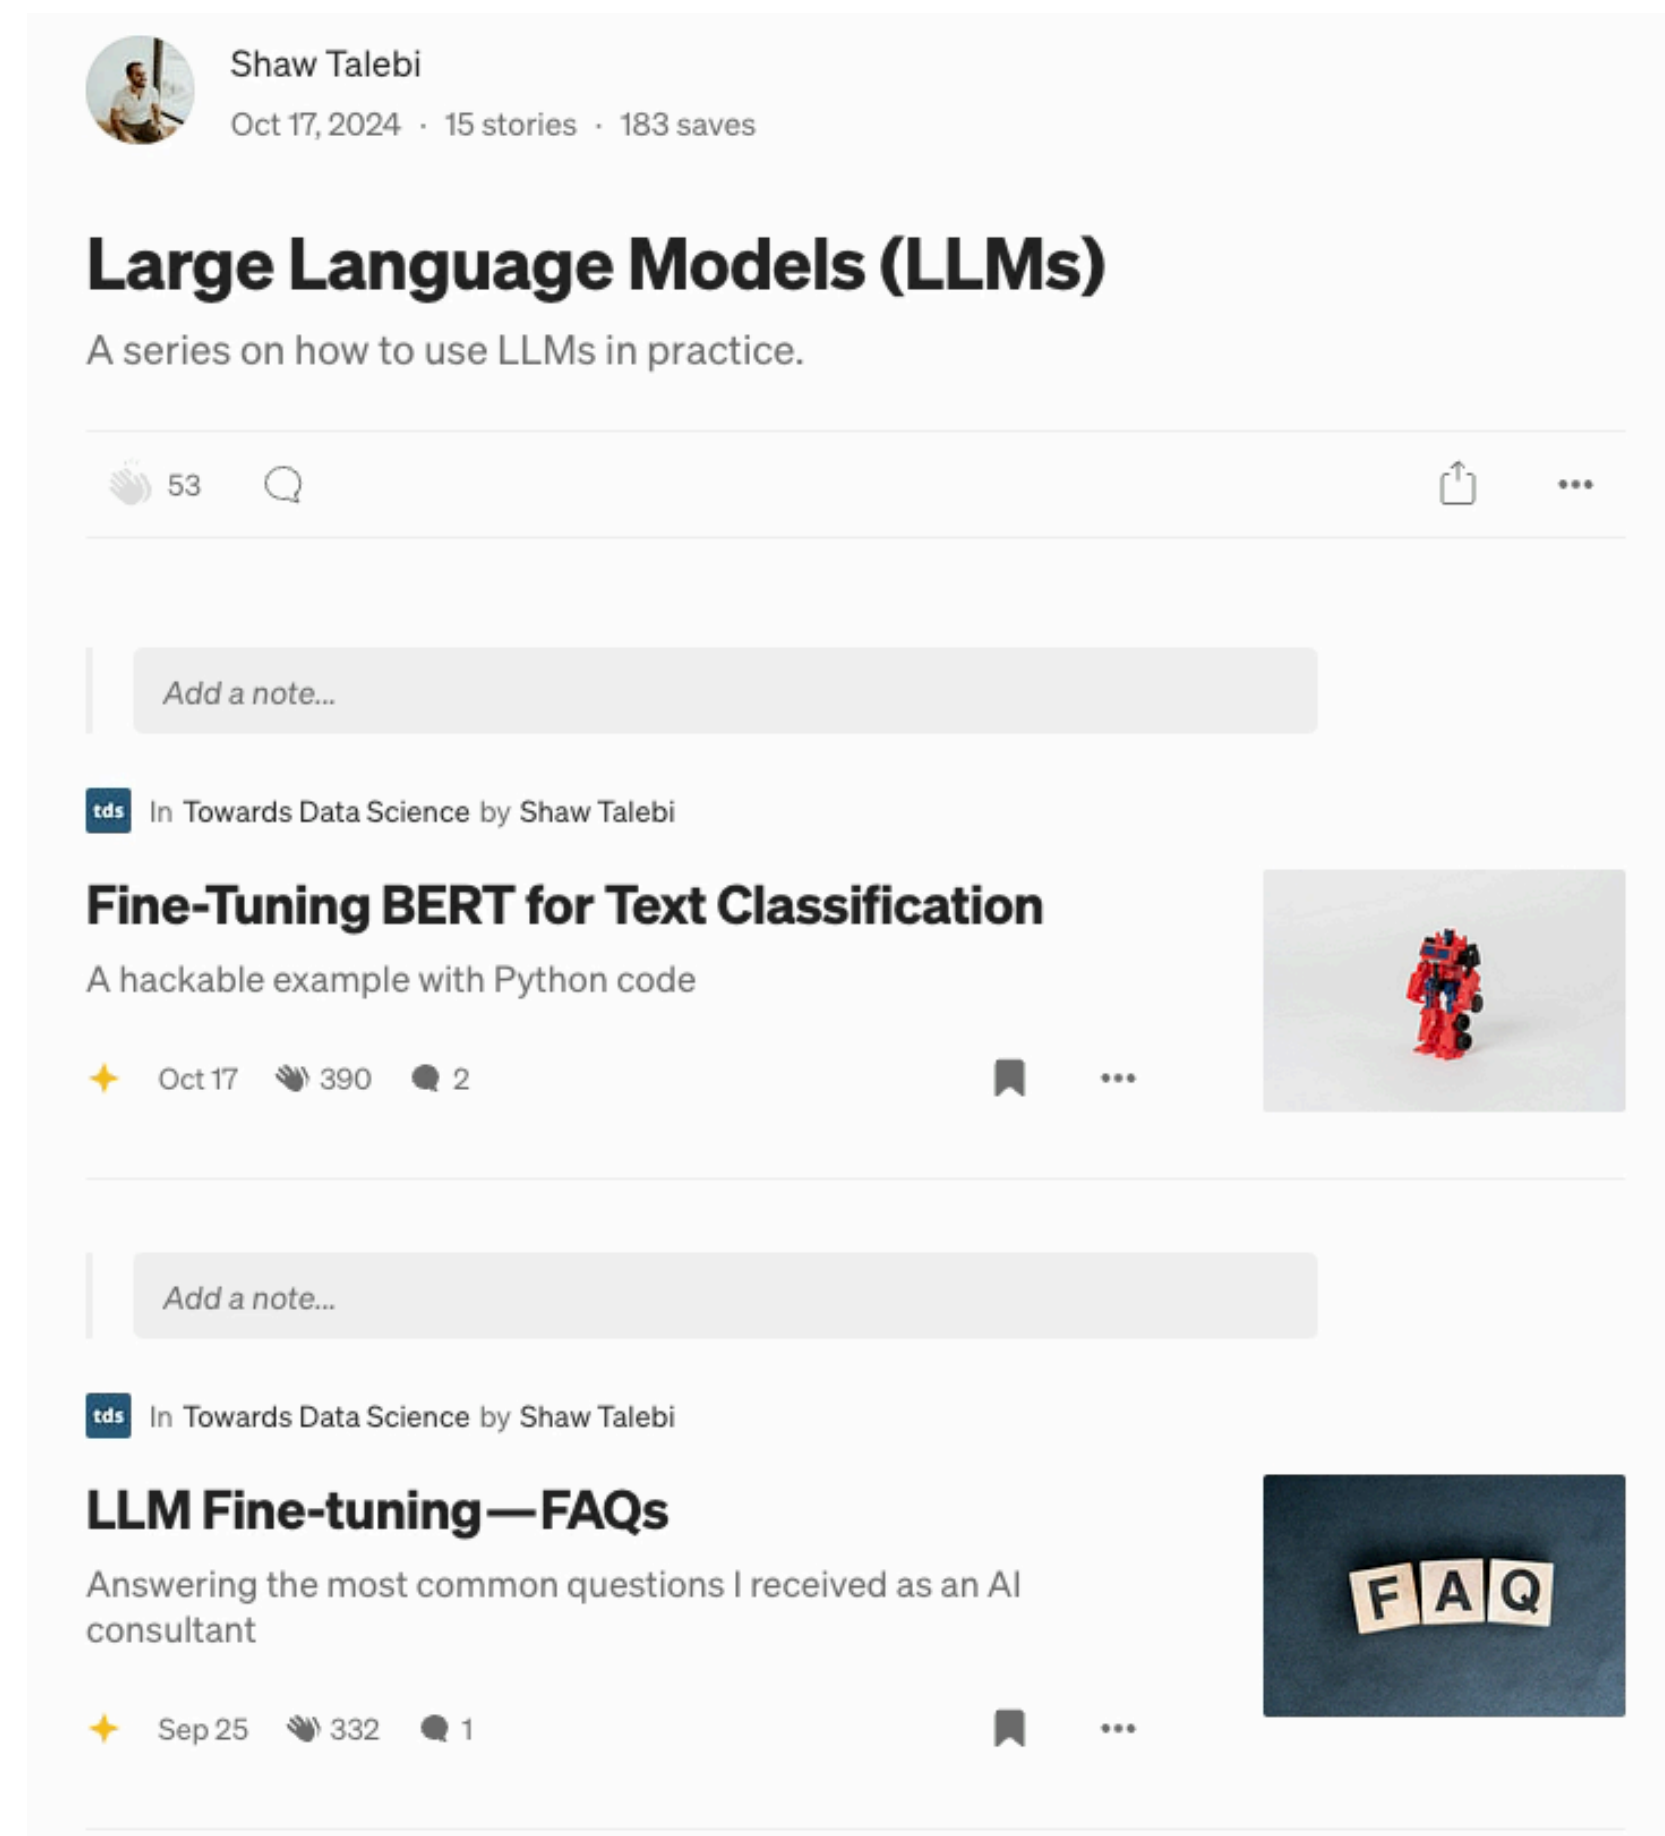 Shaw Talebi
Oct 17, 2024 · 15 stories · 183 saves
Large Language Models (LLMs)
A series on how to use LLMs in practice.
53
Add a note...
tds In Towards Data Science by Shaw Talebi
Fine-Tuning BERT for Text Classification
A hackable example with Python code
Oct 17 390 2
Add a note...
tds In Towards Data Science by Shaw Talebi
LLM Fine-tuning—FAQs
Answering the most common questions I received as an AI
consultant
FAQ
Sep 25 332 1